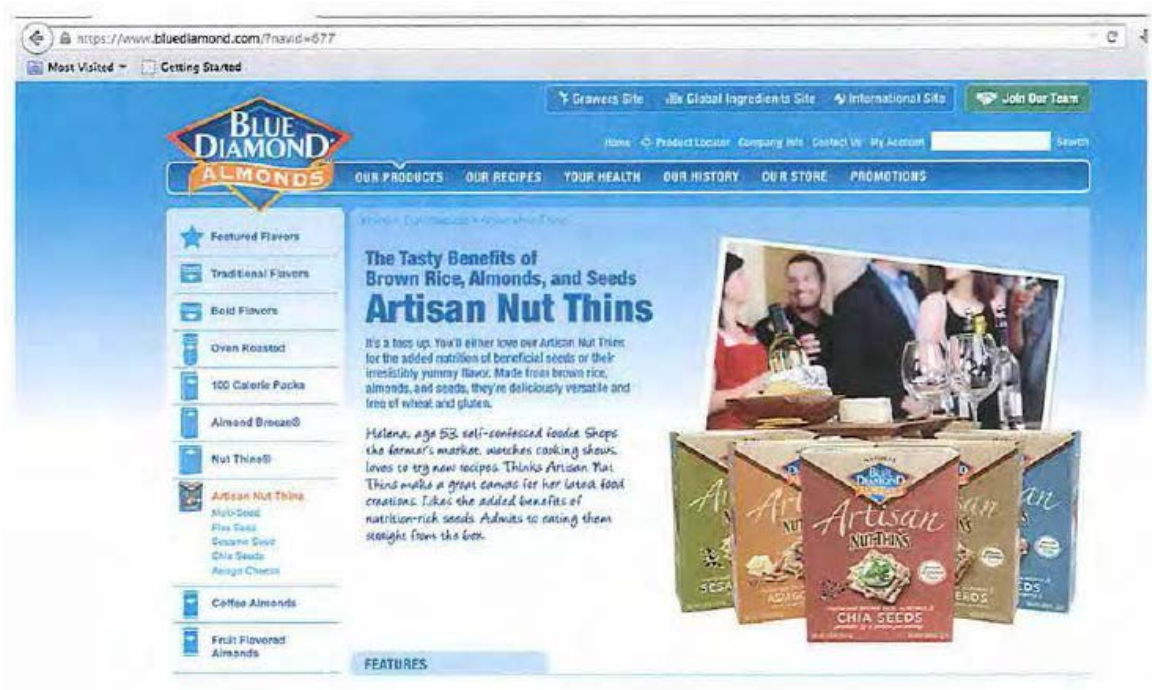 https://www.bluediamond.com/?navid=677
Most Visited
Getting Started
Growers Site
Global Ingredients Site
International Site
Join Our Team
BLUE
DIAMOND
ALMONDS
Home
Product Locator
Company Info
Contact Us
My Account
Search
OUR PRODUCTS
OUR RECIPES
YOUR HEALTH
OUR HISTORY
OUR STORE
PROMOTIONS
Featured Flavors
Traditional Flavors
Bold Flavors
Oven Roasted
100 Calorie Packs
Almond Breeze®
Nut Thins®
Artisan Nut Thins
Multi-Seed
Flax Seed
Sesame Seed
Chia Seeds
Asiago Cheese
Coffee Almonds
Fruit Flavored
Almonds
The Tasty Benefits of
Brown Rice, Almonds, and Seeds
Artisan Nut Thins
It's a toss up. You'll either love our Artisan Nut Thins
for the added nutrition of beneficial seeds or their
irresistibly yummy flavor. Made from brown rice,
almonds, and seeds, they're deliciously versatile and
free of wheat and gluten.
Helena, age 53, self-confessed foodie. Shops
the farmer's market, watches cooking shows,
loves to try new recipes. Thinks Artisan Nut
Thins make a great canvas for her latest food
creations. Likes the added benefits of
nutrition-rich seeds. Admits to eating them
straight from the box.
BLUE
DIAMOND
ALMONDS
Artisan
NUT-THINS
CHIA SEEDS
FEATURES